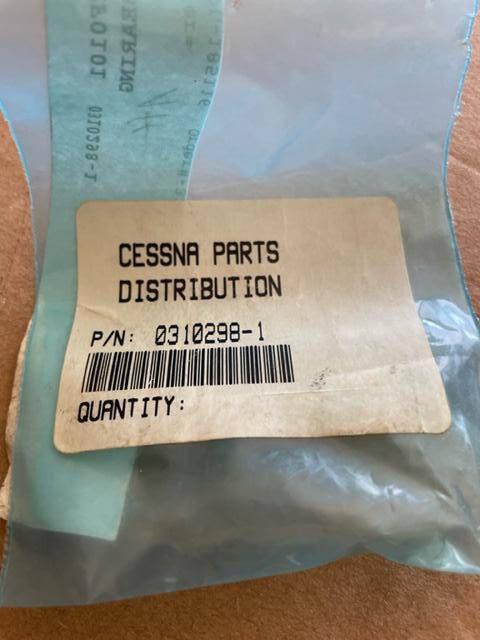 CESSNA PARTS
DISTRIBUTION
P/N: 0310298-1
QUANTITY:
BEARING
0310298-1